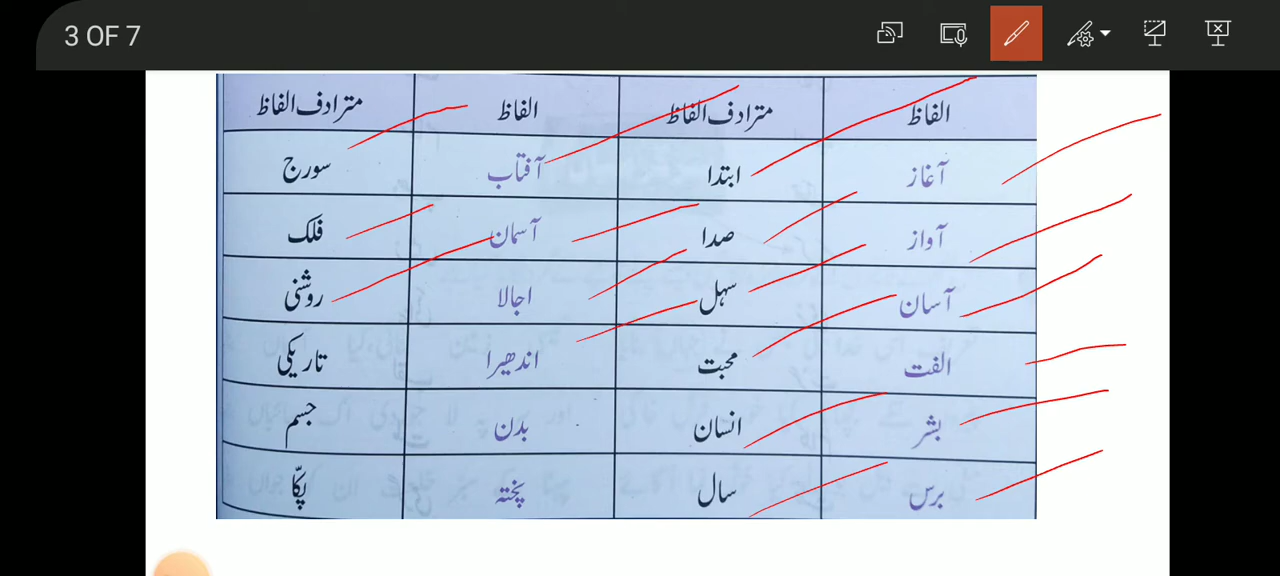 3 OF 7
الفاظ مترادف الفاظ الفاظ مترادف الفاظ
آغاز ابتدا آفتاب سورج
آواز صدا آسمان فلک
آسان سہل اجالا روشنی
الفت محبت اندھیرا تاریکی
بشر انسان بدن جسم
برس سال پختہ پکّا